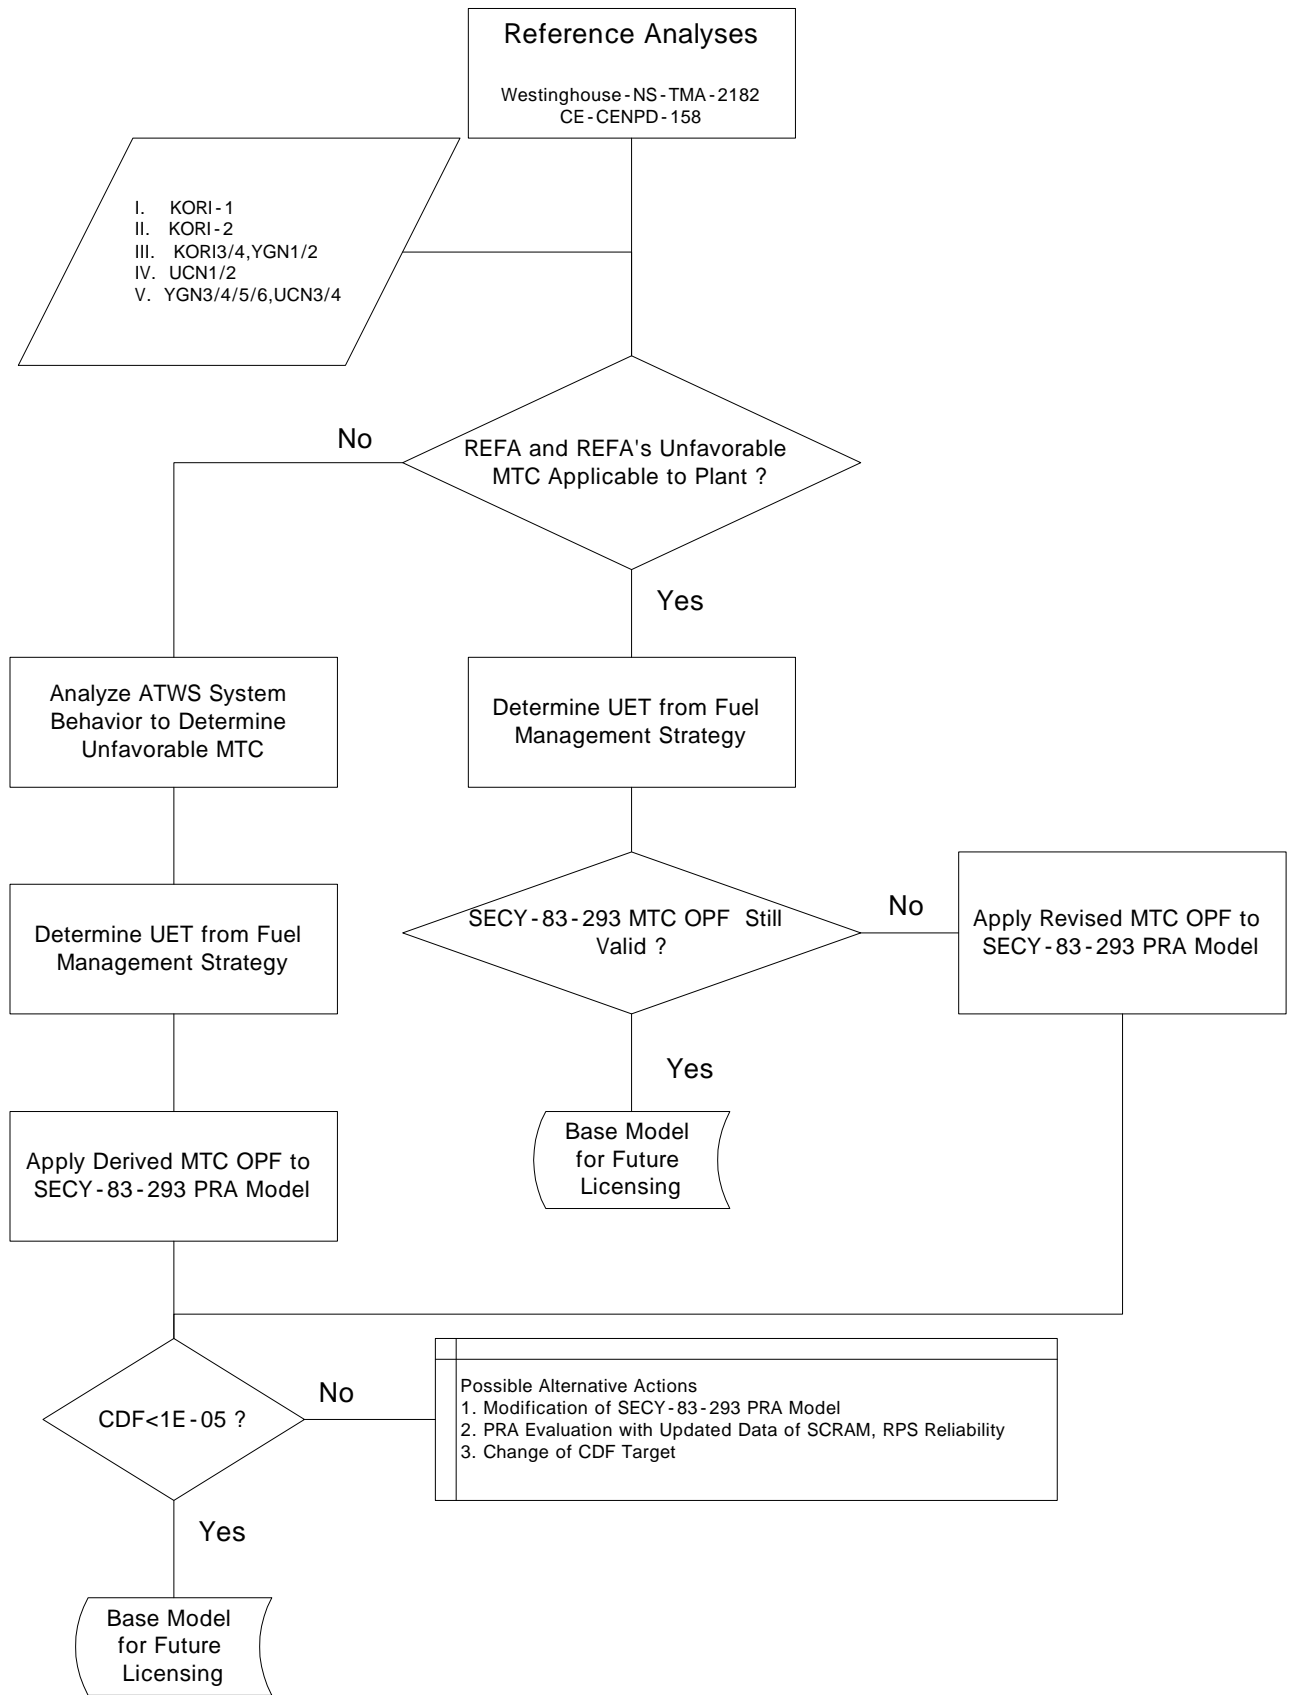 Reference Analyses
Westinghouse-NS-TMA-2182
CE-CENPD-158
I. KORI-1
II. KORI-2
III. KORI3/4,YGN1/2
IV. UCN1/2
V. YGN3/4/5/6,UCN3/4
REFA and REFA's Unfavorable
MTC Applicable to Plant ?
No
Yes
Analyze ATWS System
Behavior to Determine
Unfavorable MTC
Determine UET from Fuel
Management Strategy
SECY-83-293 MTC OPF Still
Valid ?
No
Apply Revised MTC OPF to
SECY-83-293 PRA Model
Determine UET from Fuel
Management Strategy
Yes
Base Model
for Future
Licensing
Apply Derived MTC OPF to
SECY-83-293 PRA Model
CDF<1E-05 ?
No
Possible Alternative Actions
1. Modification of SECY-83-293 PRA Model
2. PRA Evaluation with Updated Data of SCRAM, RPS Reliability
3. Change of CDF Target
Yes
Base Model
for Future
Licensing